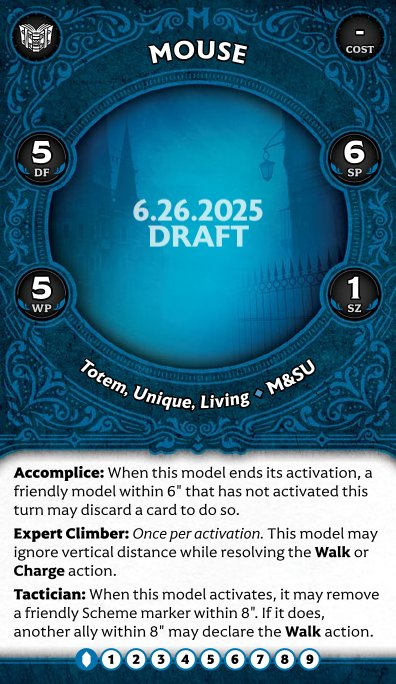 MOUSE
-
COST
5
DF
6
SP
6.26.2025
DRAFT
5
WP
1
SZ
Totem, Unique, Living ⬥ M&SU
Accomplice: When this model ends its activation, a
friendly model within 6" that has not activated this
turn may discard a card to do so.
Expert Climber: Once per activation. This model may
ignore vertical distance while resolving the Walk or
Charge action.
Tactician: When this model activates, it may remove
a friendly Scheme marker within 8". If it does,
another ally within 8" may declare the Walk action.
1 2 3 4 5 6 7 8 9